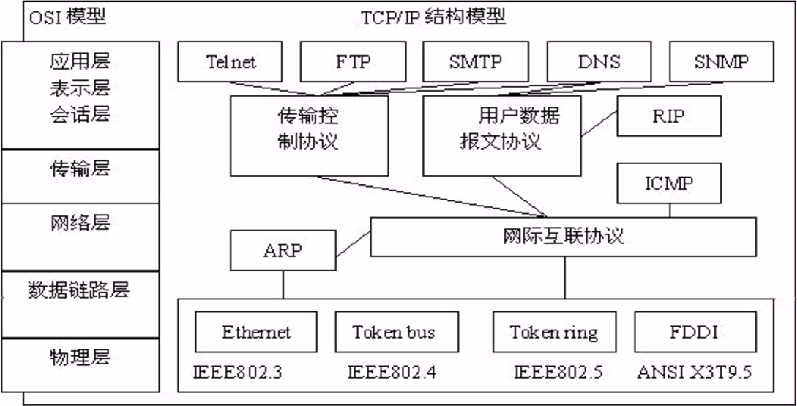 OSI 模型
TCP/IP 结构模型
应用层
表示层
会话层
传输层
网络层
数据链路层
物理层
Telnet
FTP
SMTP
DNS
SNMP
传输控
制协议
用户数据
报文协议
RIP
ICMP
ARP
网际互联协议
Ethernet
Token bus
Token ring
FDDI
IEEE802.3
IEEE802.4
IEEE802.5
ANSI X3T9.5